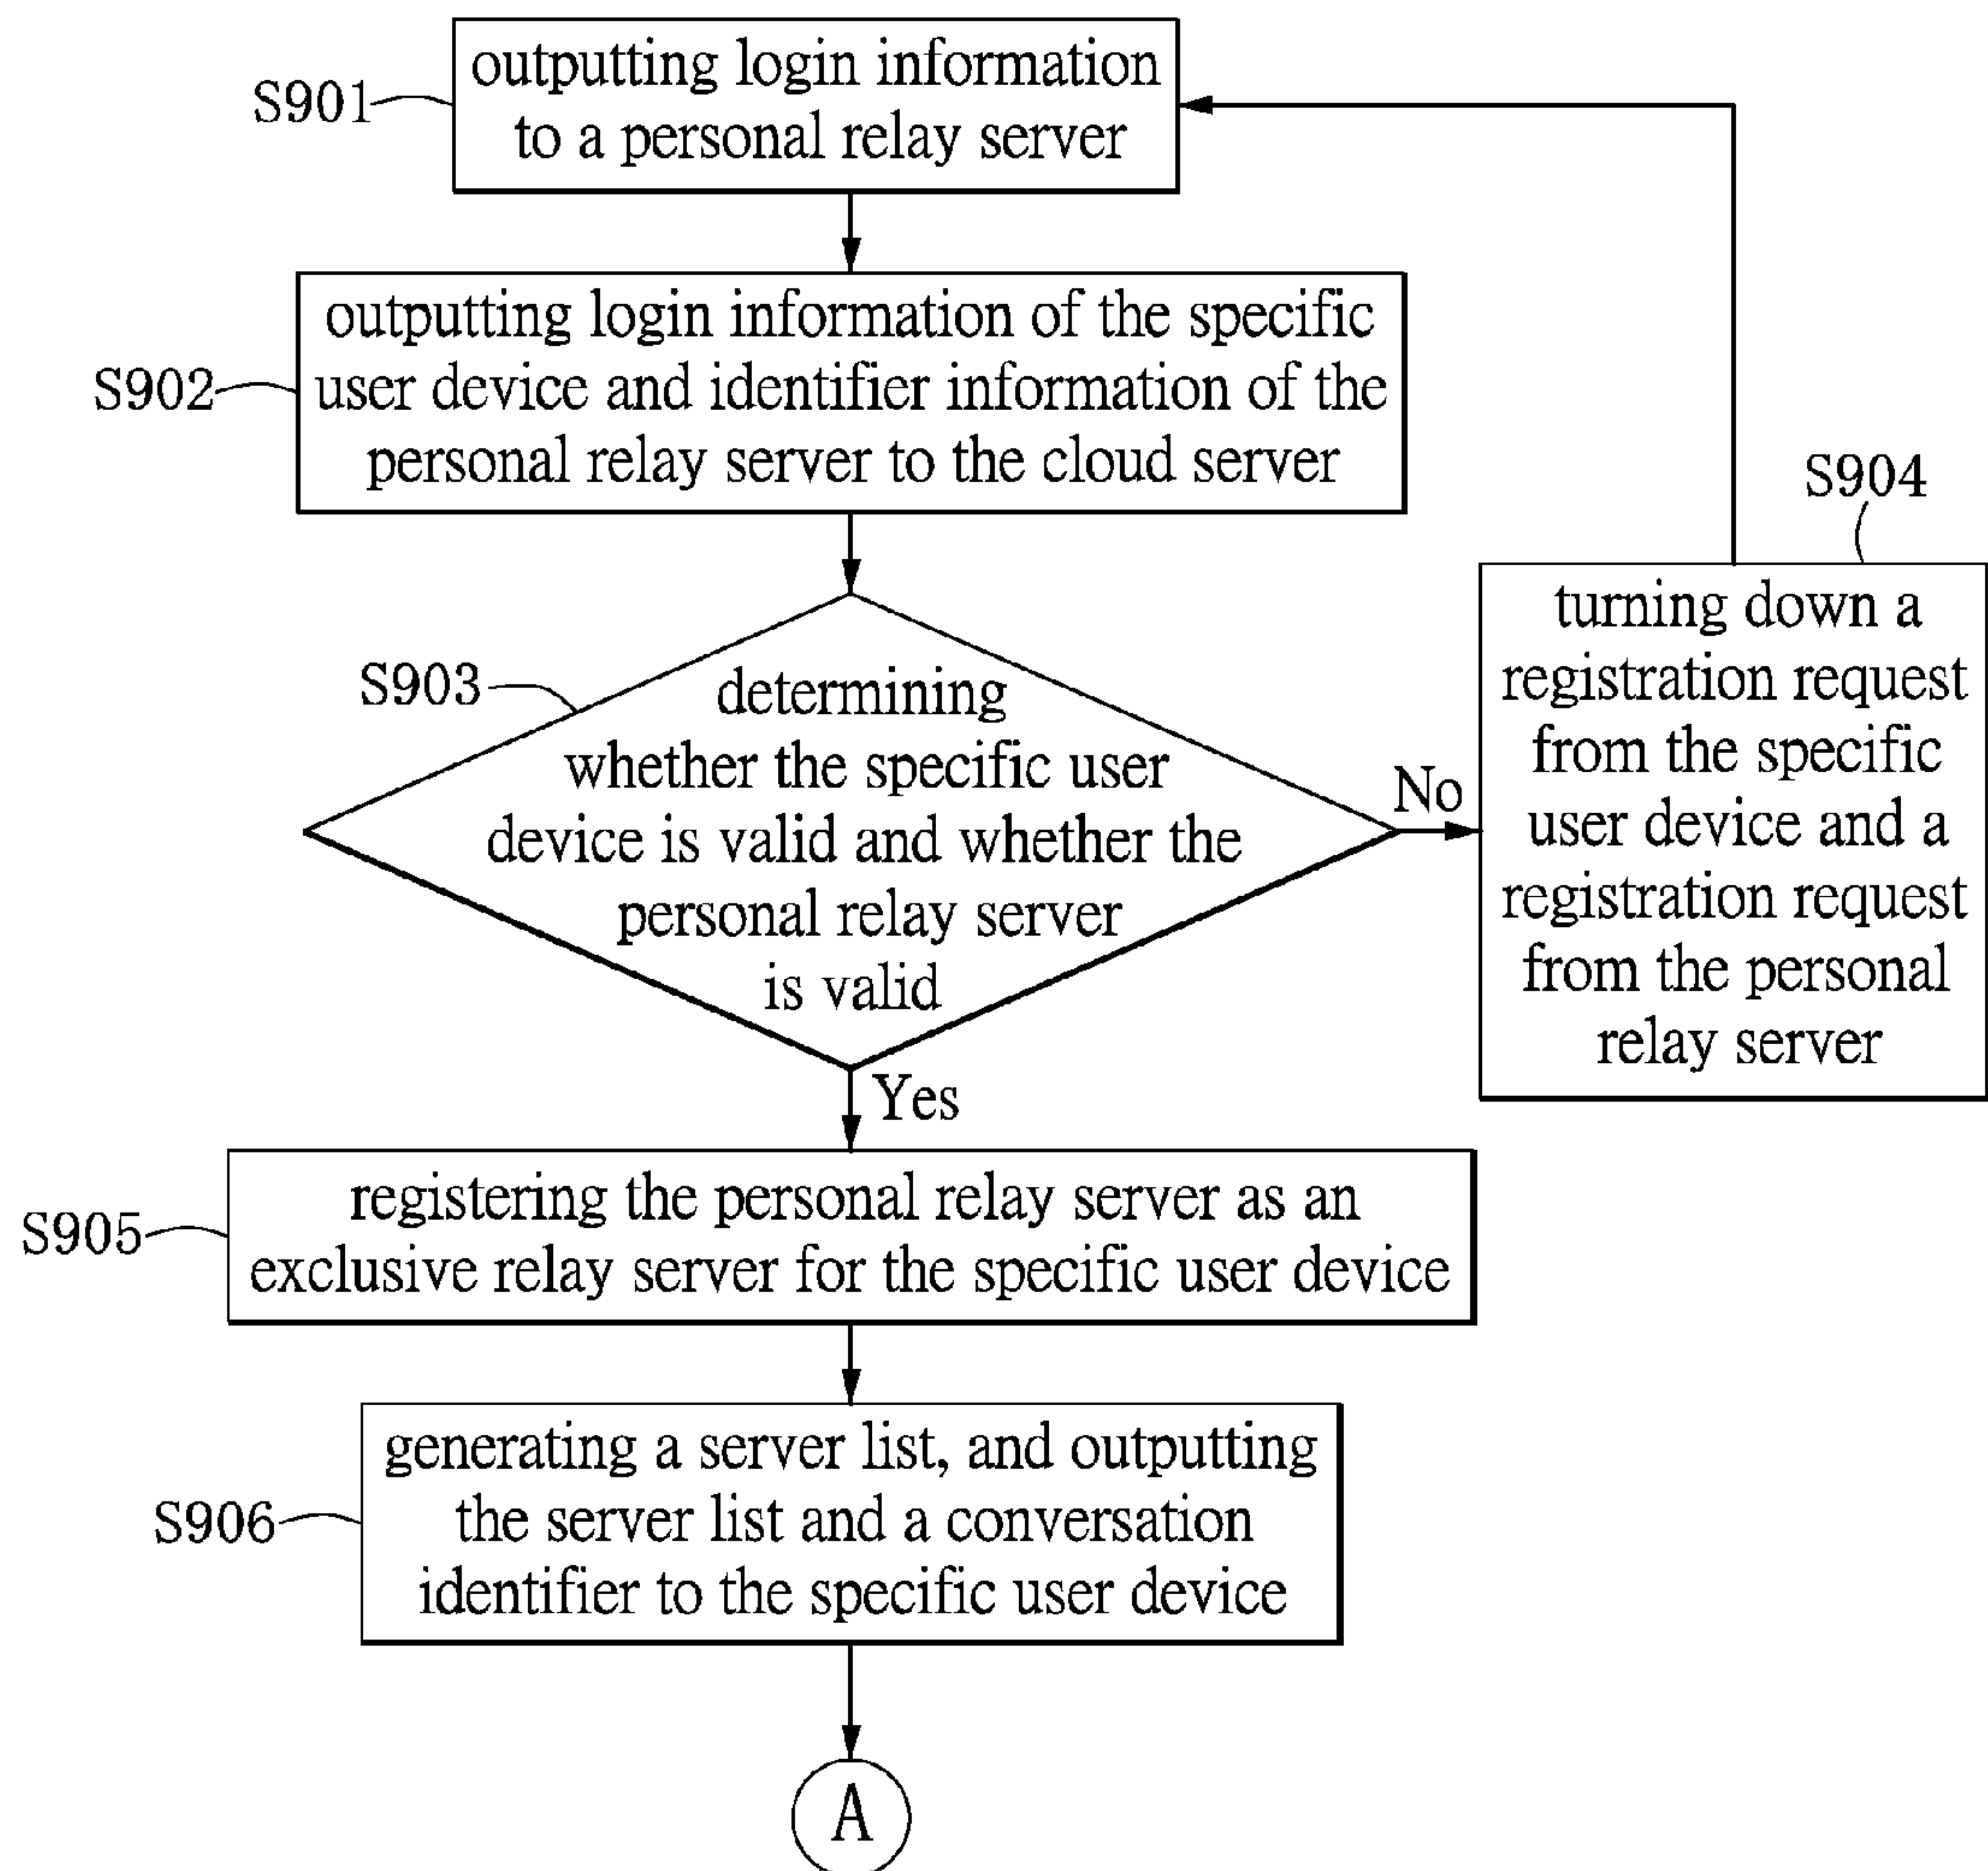 S901
outputting login information
to a personal relay server
S902
outputting login information of the specific
user device and identifier information of the
personal relay server to the cloud server
S903
determining
whether the specific user
device is valid and whether the
personal relay server
is valid
No
S904
turning down a
registration request
from the specific
user device and a
registration request
from the personal
relay server
Yes
S905
registering the personal relay server as an
exclusive relay server for the specific user device
S906
generating a server list, and outputting
the server list and a conversation
identifier to the specific user device
A